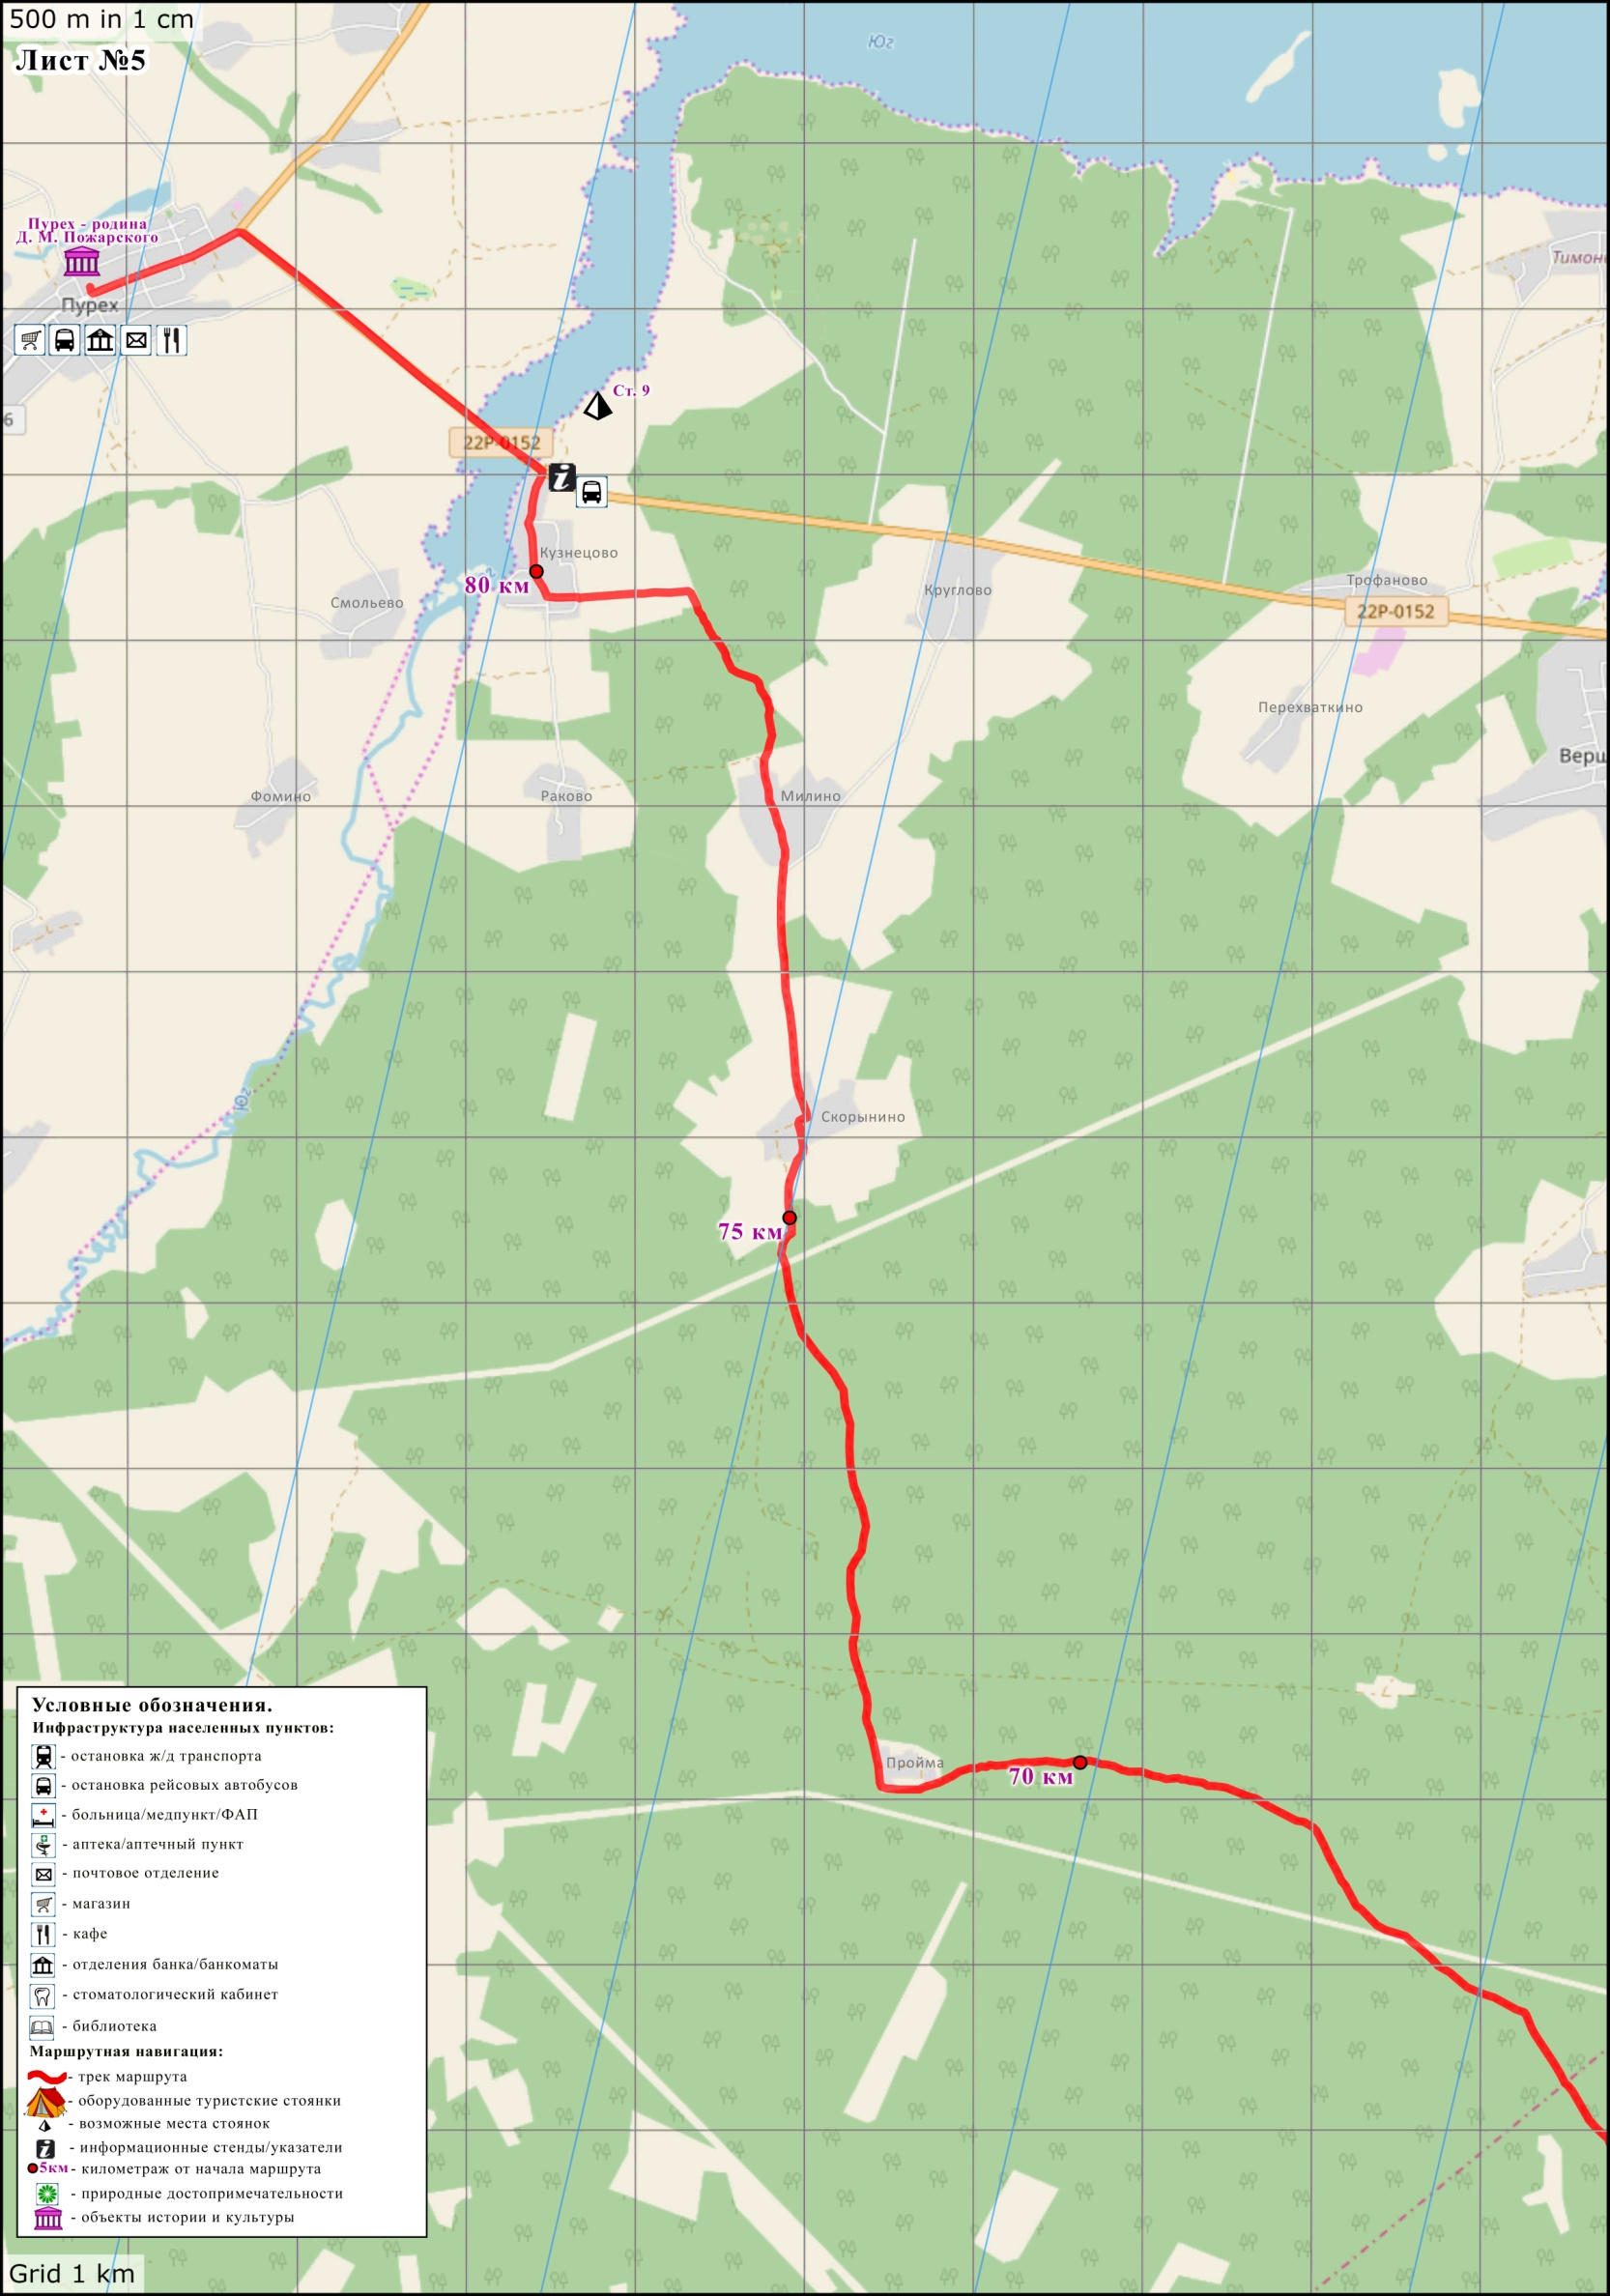 500 m in 1 cm
Лист №5
Юг
Пурех - родина
Д. М. Пожарского
Пурех
Тимон
Ст. 9
6
22Р-0152
Кузнецово
80 км
Смольево
Круглово
Трофаново
22Р-0152
Перехваткино
Верш
Фомино
Раково
Милино
Юг
Скорынино
75 км
Пройма
70 км
Условные обозначения.
Инфраструктура населенных пунктов:
- остановка ж/д транспорта
- остановка рейсовых автобусов
- больница/медпункт/ФАП
- аптека/аптечный пункт
- почтовое отделение
- магазин
- кафе
- отделения банка/банкоматы
- стоматологический кабинет
- библиотека
Маршрутная навигация:
- трек маршрута
- оборудованные туристские стоянки
- возможные места стоянок
- информационные стенды/указатели
5км - километраж от начала маршрута
- природные достопримечательности
- объекты истории и культуры
Grid 1 km